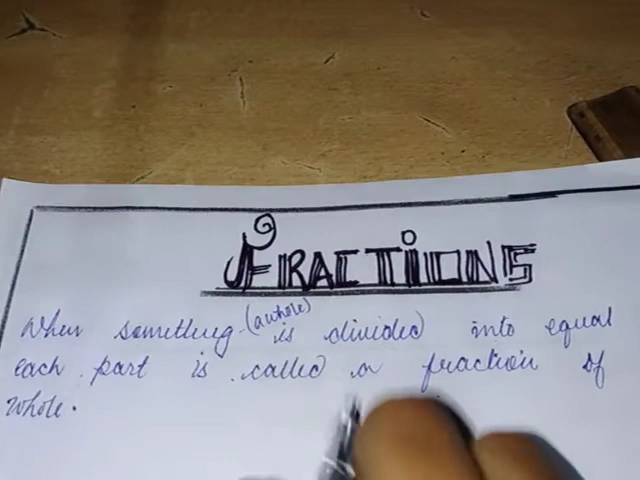 FRACTIONS
When something (a whole) is divided into equal
each part is called a fraction of
whole.